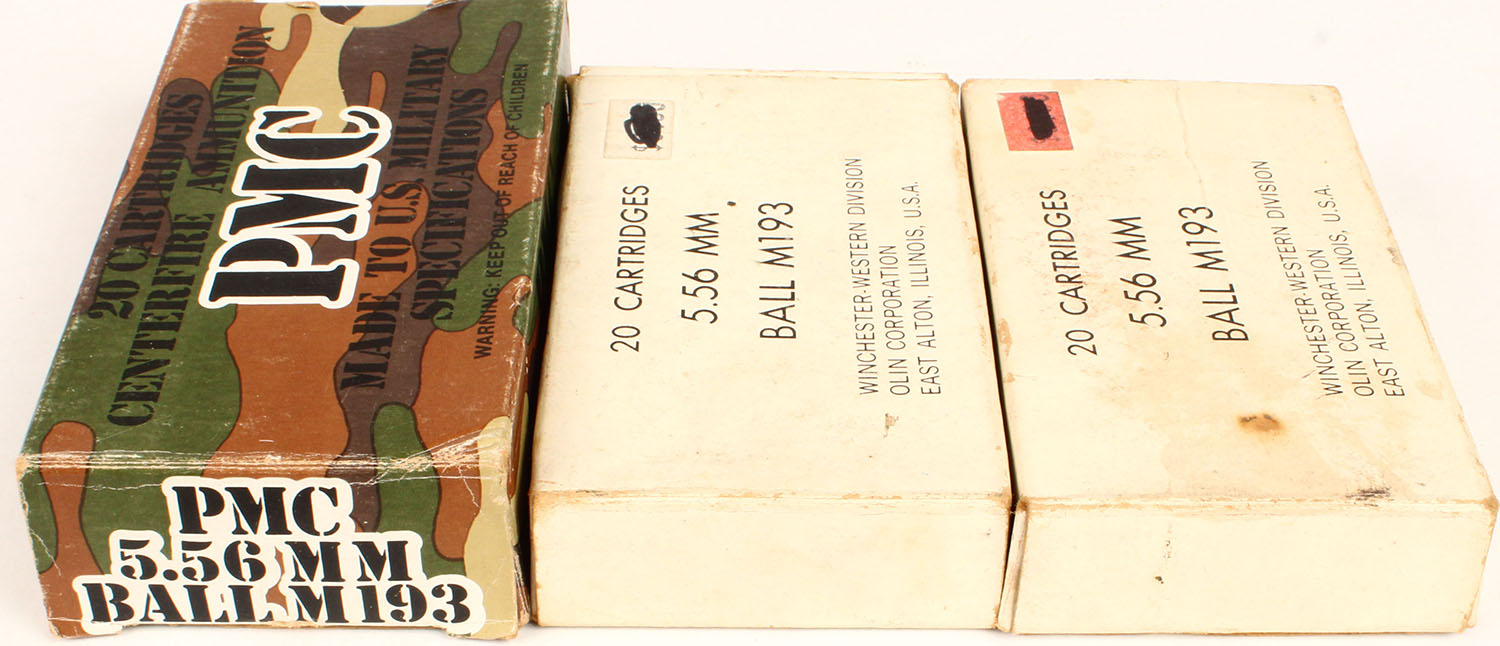 20 CARTRIDGES
CENTERFIRE AMMUNITION
PMC
MADE TO U.S. MILITARY
SPECIFICATIONS
WARNING: KEEP OUT OF REACH OF CHILDREN
PMC
5.56 MM
BALL M193
20 CARTRIDGES
5.56 MM
BALL M193
WINCHESTER-WESTERN DIVISION
OLIN CORPORATION
EAST ALTON, ILLINOIS, U.S.A.
20 CARTRIDGES
5.56 MM
BALL M193
WINCHESTER-WESTERN DIVISION
OLIN CORPORATION
EAST ALTON, ILLINOIS, U.S.A.